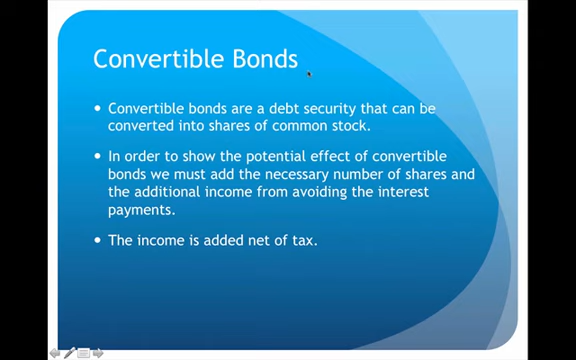 Convertible Bonds
• Convertible bonds are a debt security that can be
converted into shares of common stock.
• In order to show the potential effect of convertible
bonds we must add the necessary number of shares and
the additional income from avoiding the interest
payments.
• The income is added net of tax.